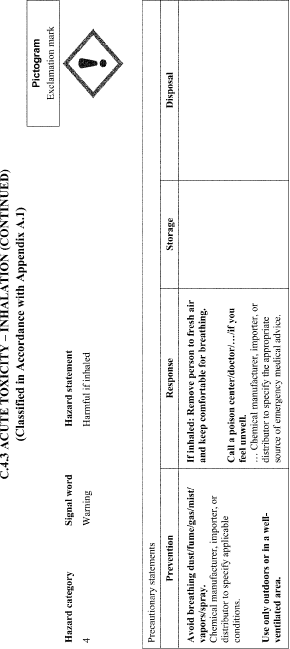 C.4.3 ACUTE TOXICITY – INHALATION (CONTINUED)
(Classified in Accordance with Appendix A.1)
Pictogram
Exclamation mark
Hazard category
Signal word
Hazard statement
4
Warning
Harmful if inhaled
Precautionary statements
Prevention
Response
Storage
Disposal
Avoid breathing dust/fume/gas/mist/
vapors/spray.
Chemical manufacturer, importer, or
distributor to specify applicable
conditions.
Use only outdoors or in a well-
ventilated area.
If inhaled: Remove person to fresh air
and keep comfortable for breathing.
Call a poison center/doctor/…/if you
feel unwell.
… Chemical manufacturer, importer, or
distributor to specify the appropriate
source of emergency medical advice.